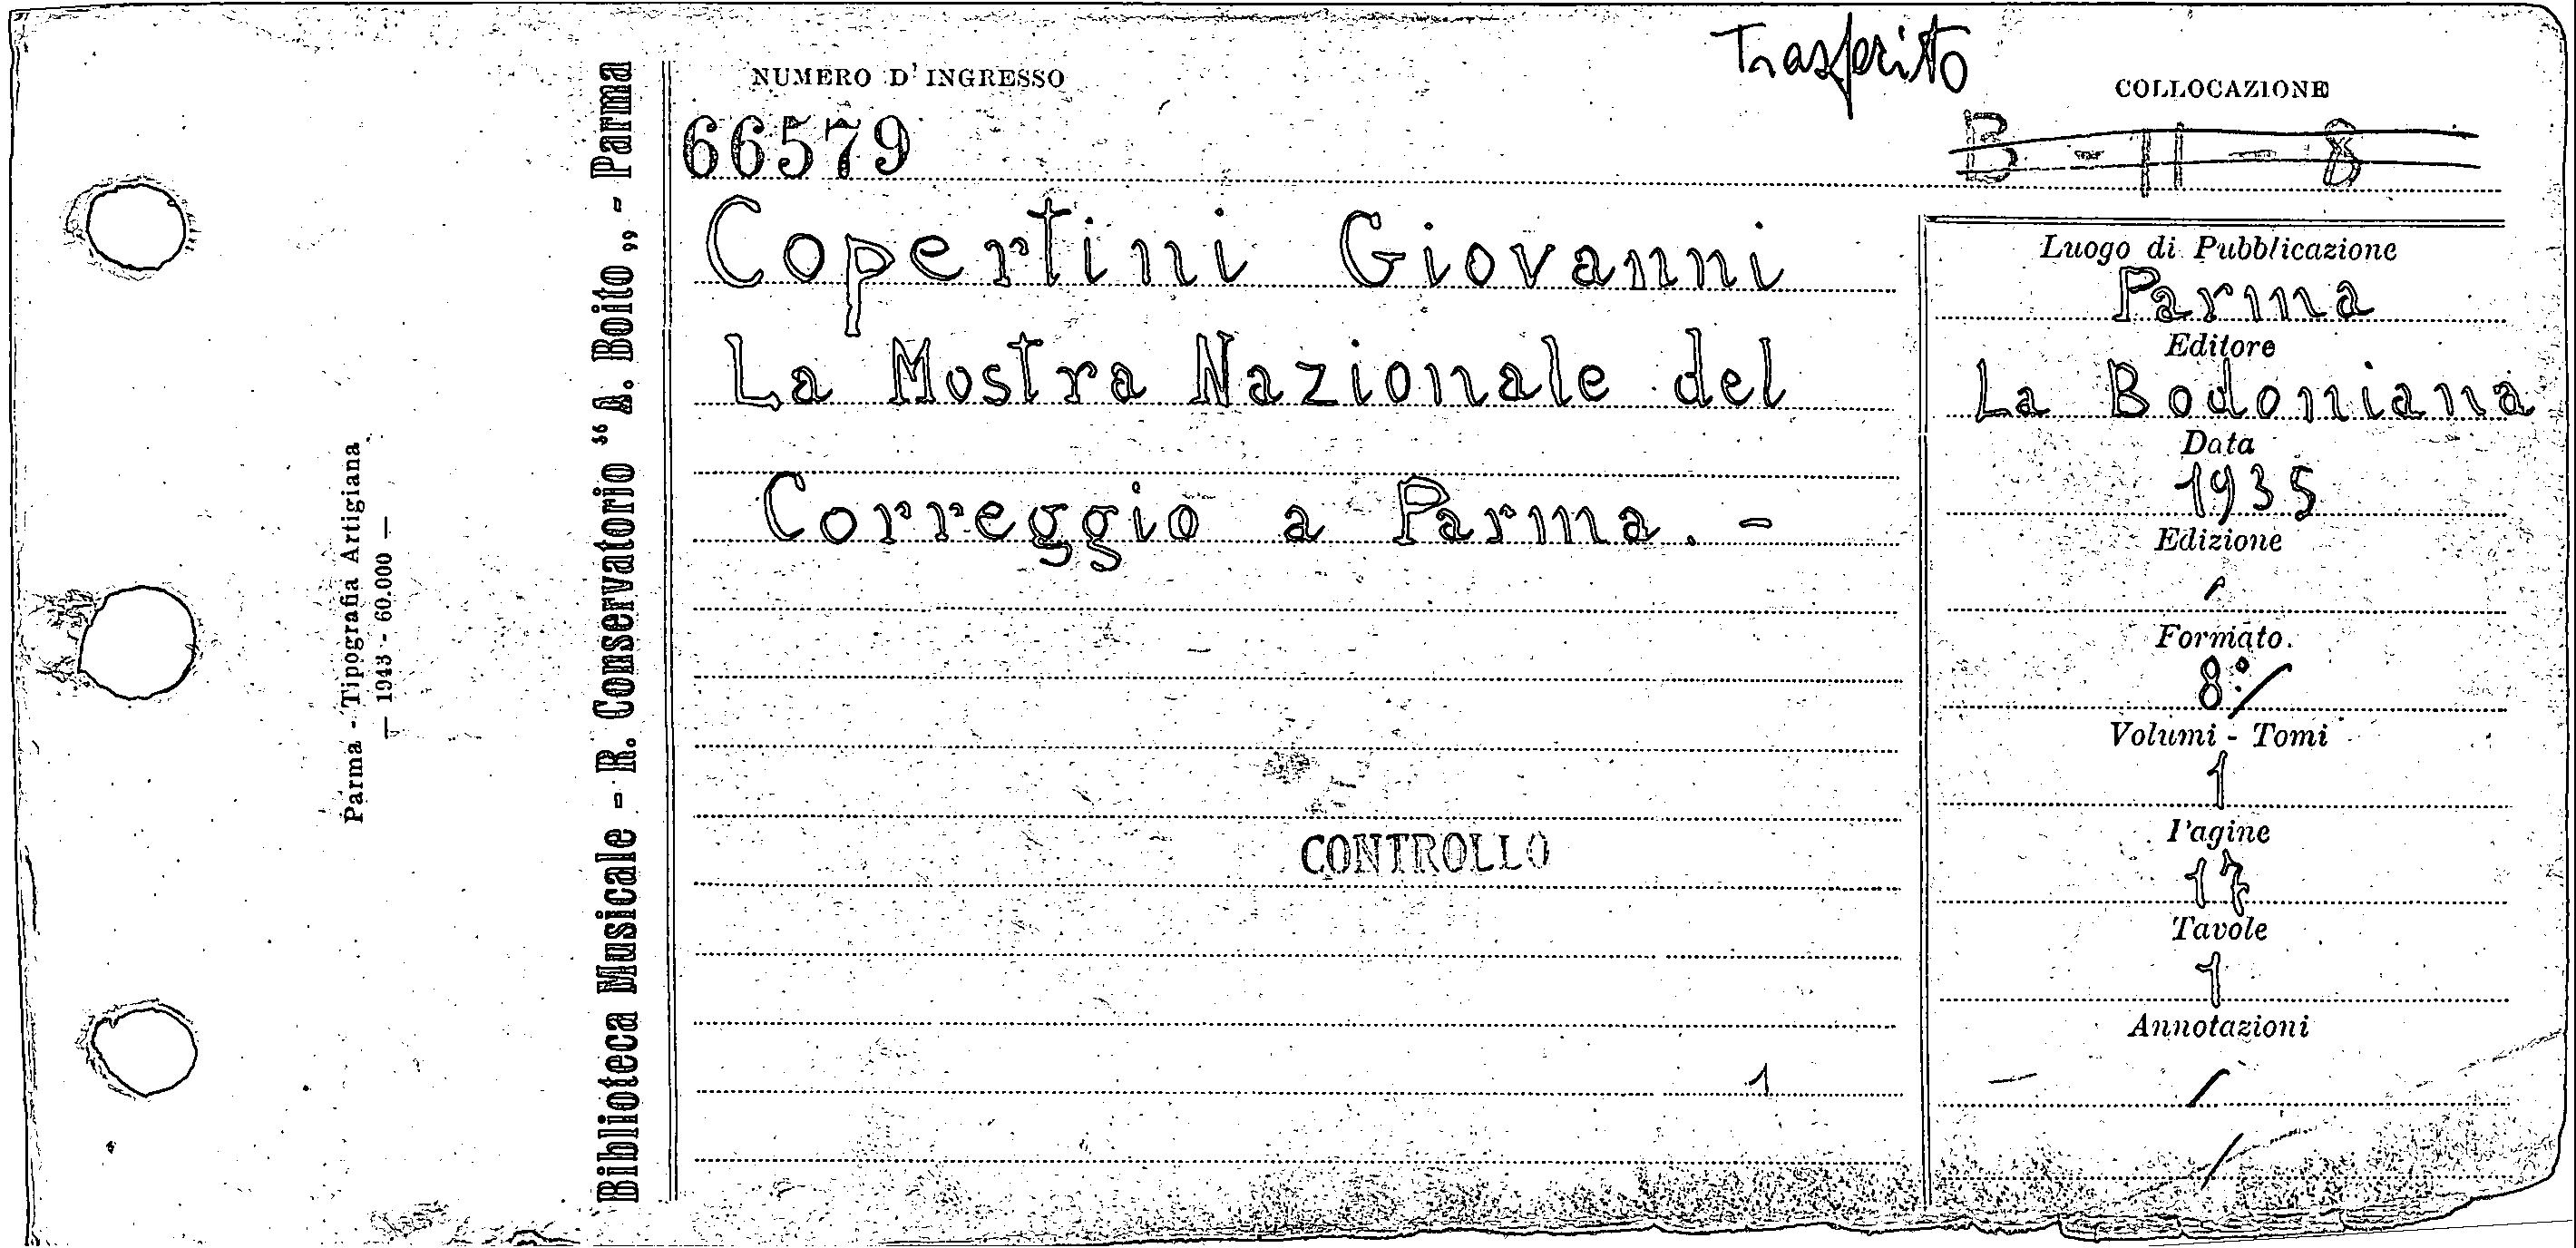 Trasferito
NUMERO D'INGRESSO
COLLOCAZIONE
66579
B - 11 - 8
Copertini Giovanni
La Mostra Nazionale del
Correggio a Parma. -
CONTROLLO
1
Luogo di Pubblicazione
Parma
Editore
La Bodoniana
Data
1935
Edizione
/
Formato
8°/
Volumi - Tomi
1
Pagine
17
Tavole
1
Annotazioni
/
/
Biblioteca Musicale - R. Conservatorio "A. Boito" - Parma
Parma - Tipografia Artigiana
— 1943 - 60.000 —